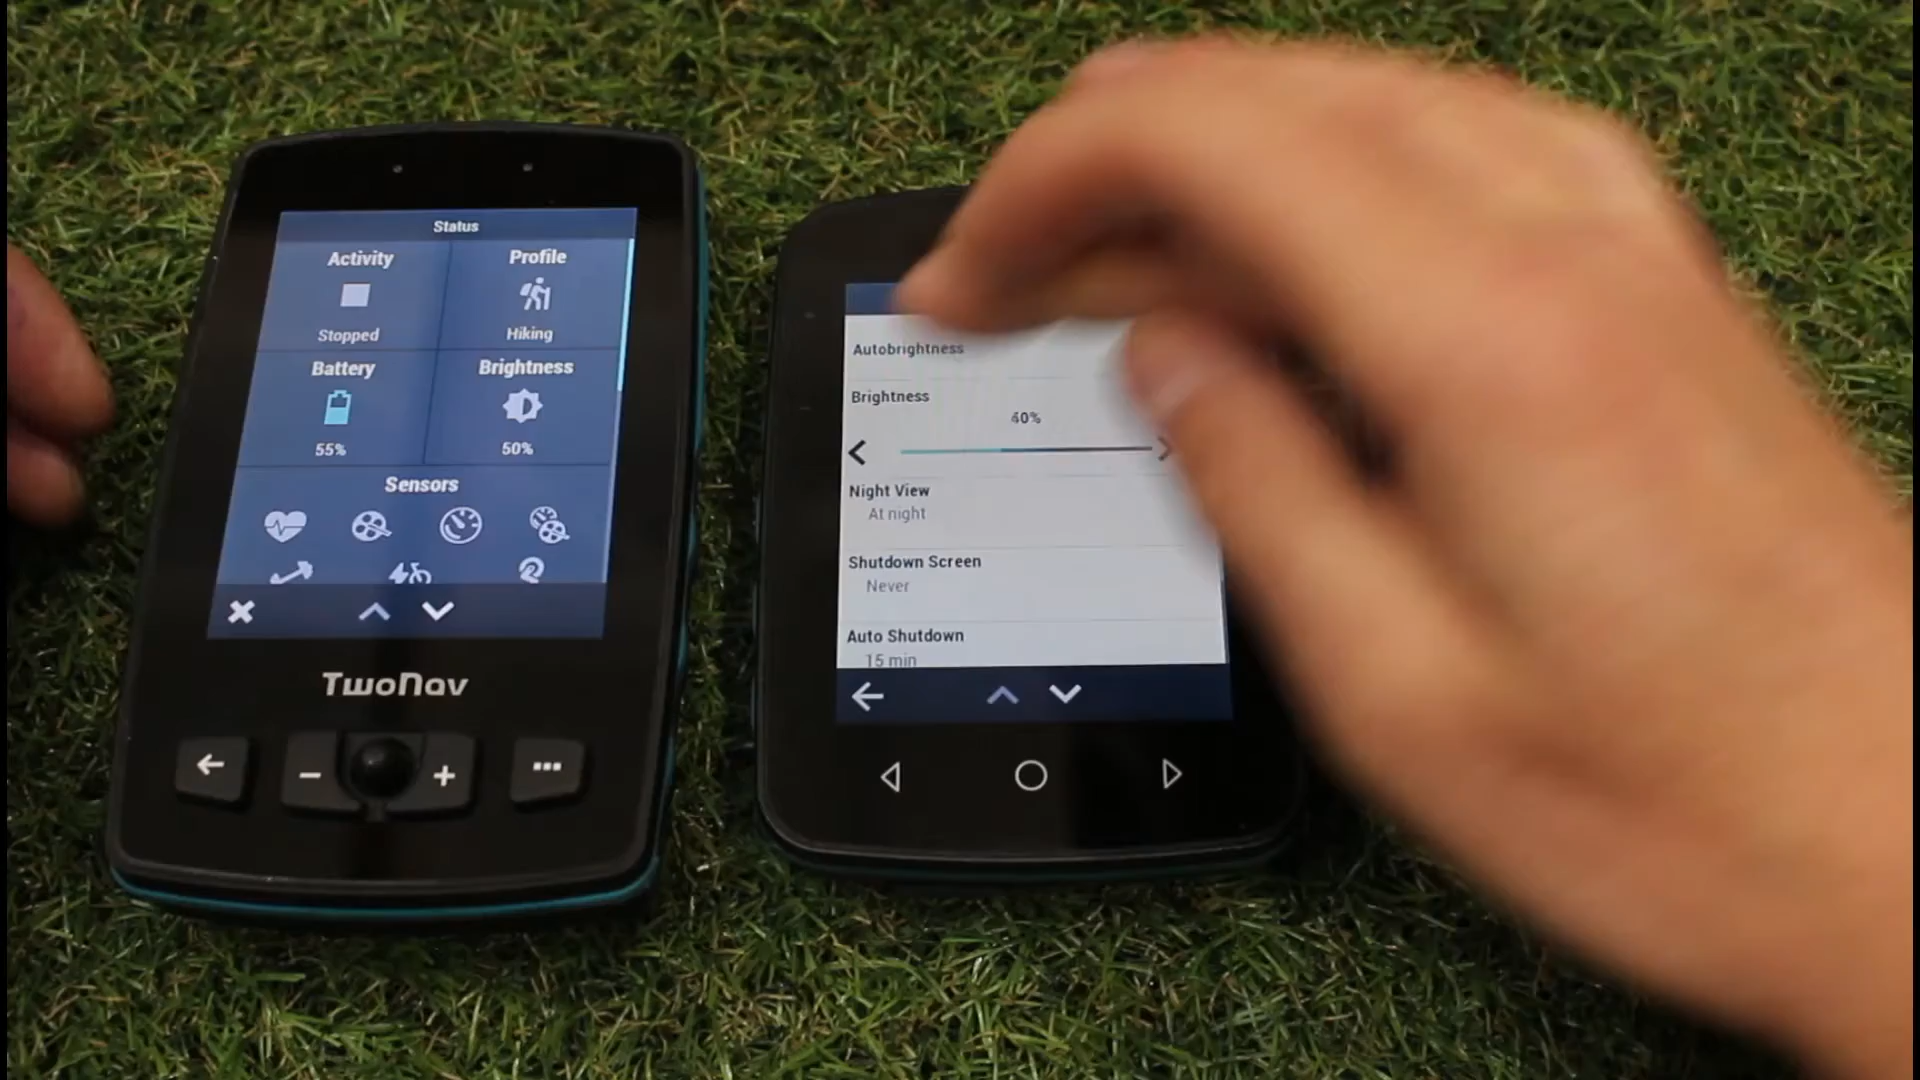 Status
Activity
Profile
Stopped
Hiking
Battery
Brightness
55%
50%
Sensors
TwoNav
Autobrightness
Brightness
40%
Night View
At night
Shutdown Screen
Never
Auto Shutdown
15 min